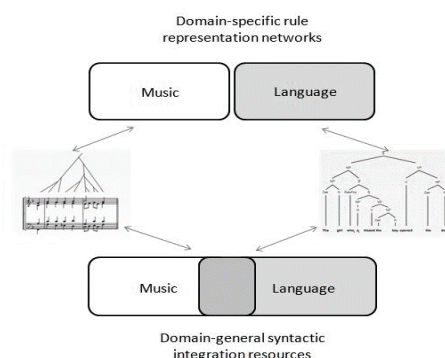 Domain-specific rule
representation networks
Music
Language
Music
Language
Domain-general syntactic
integration resources